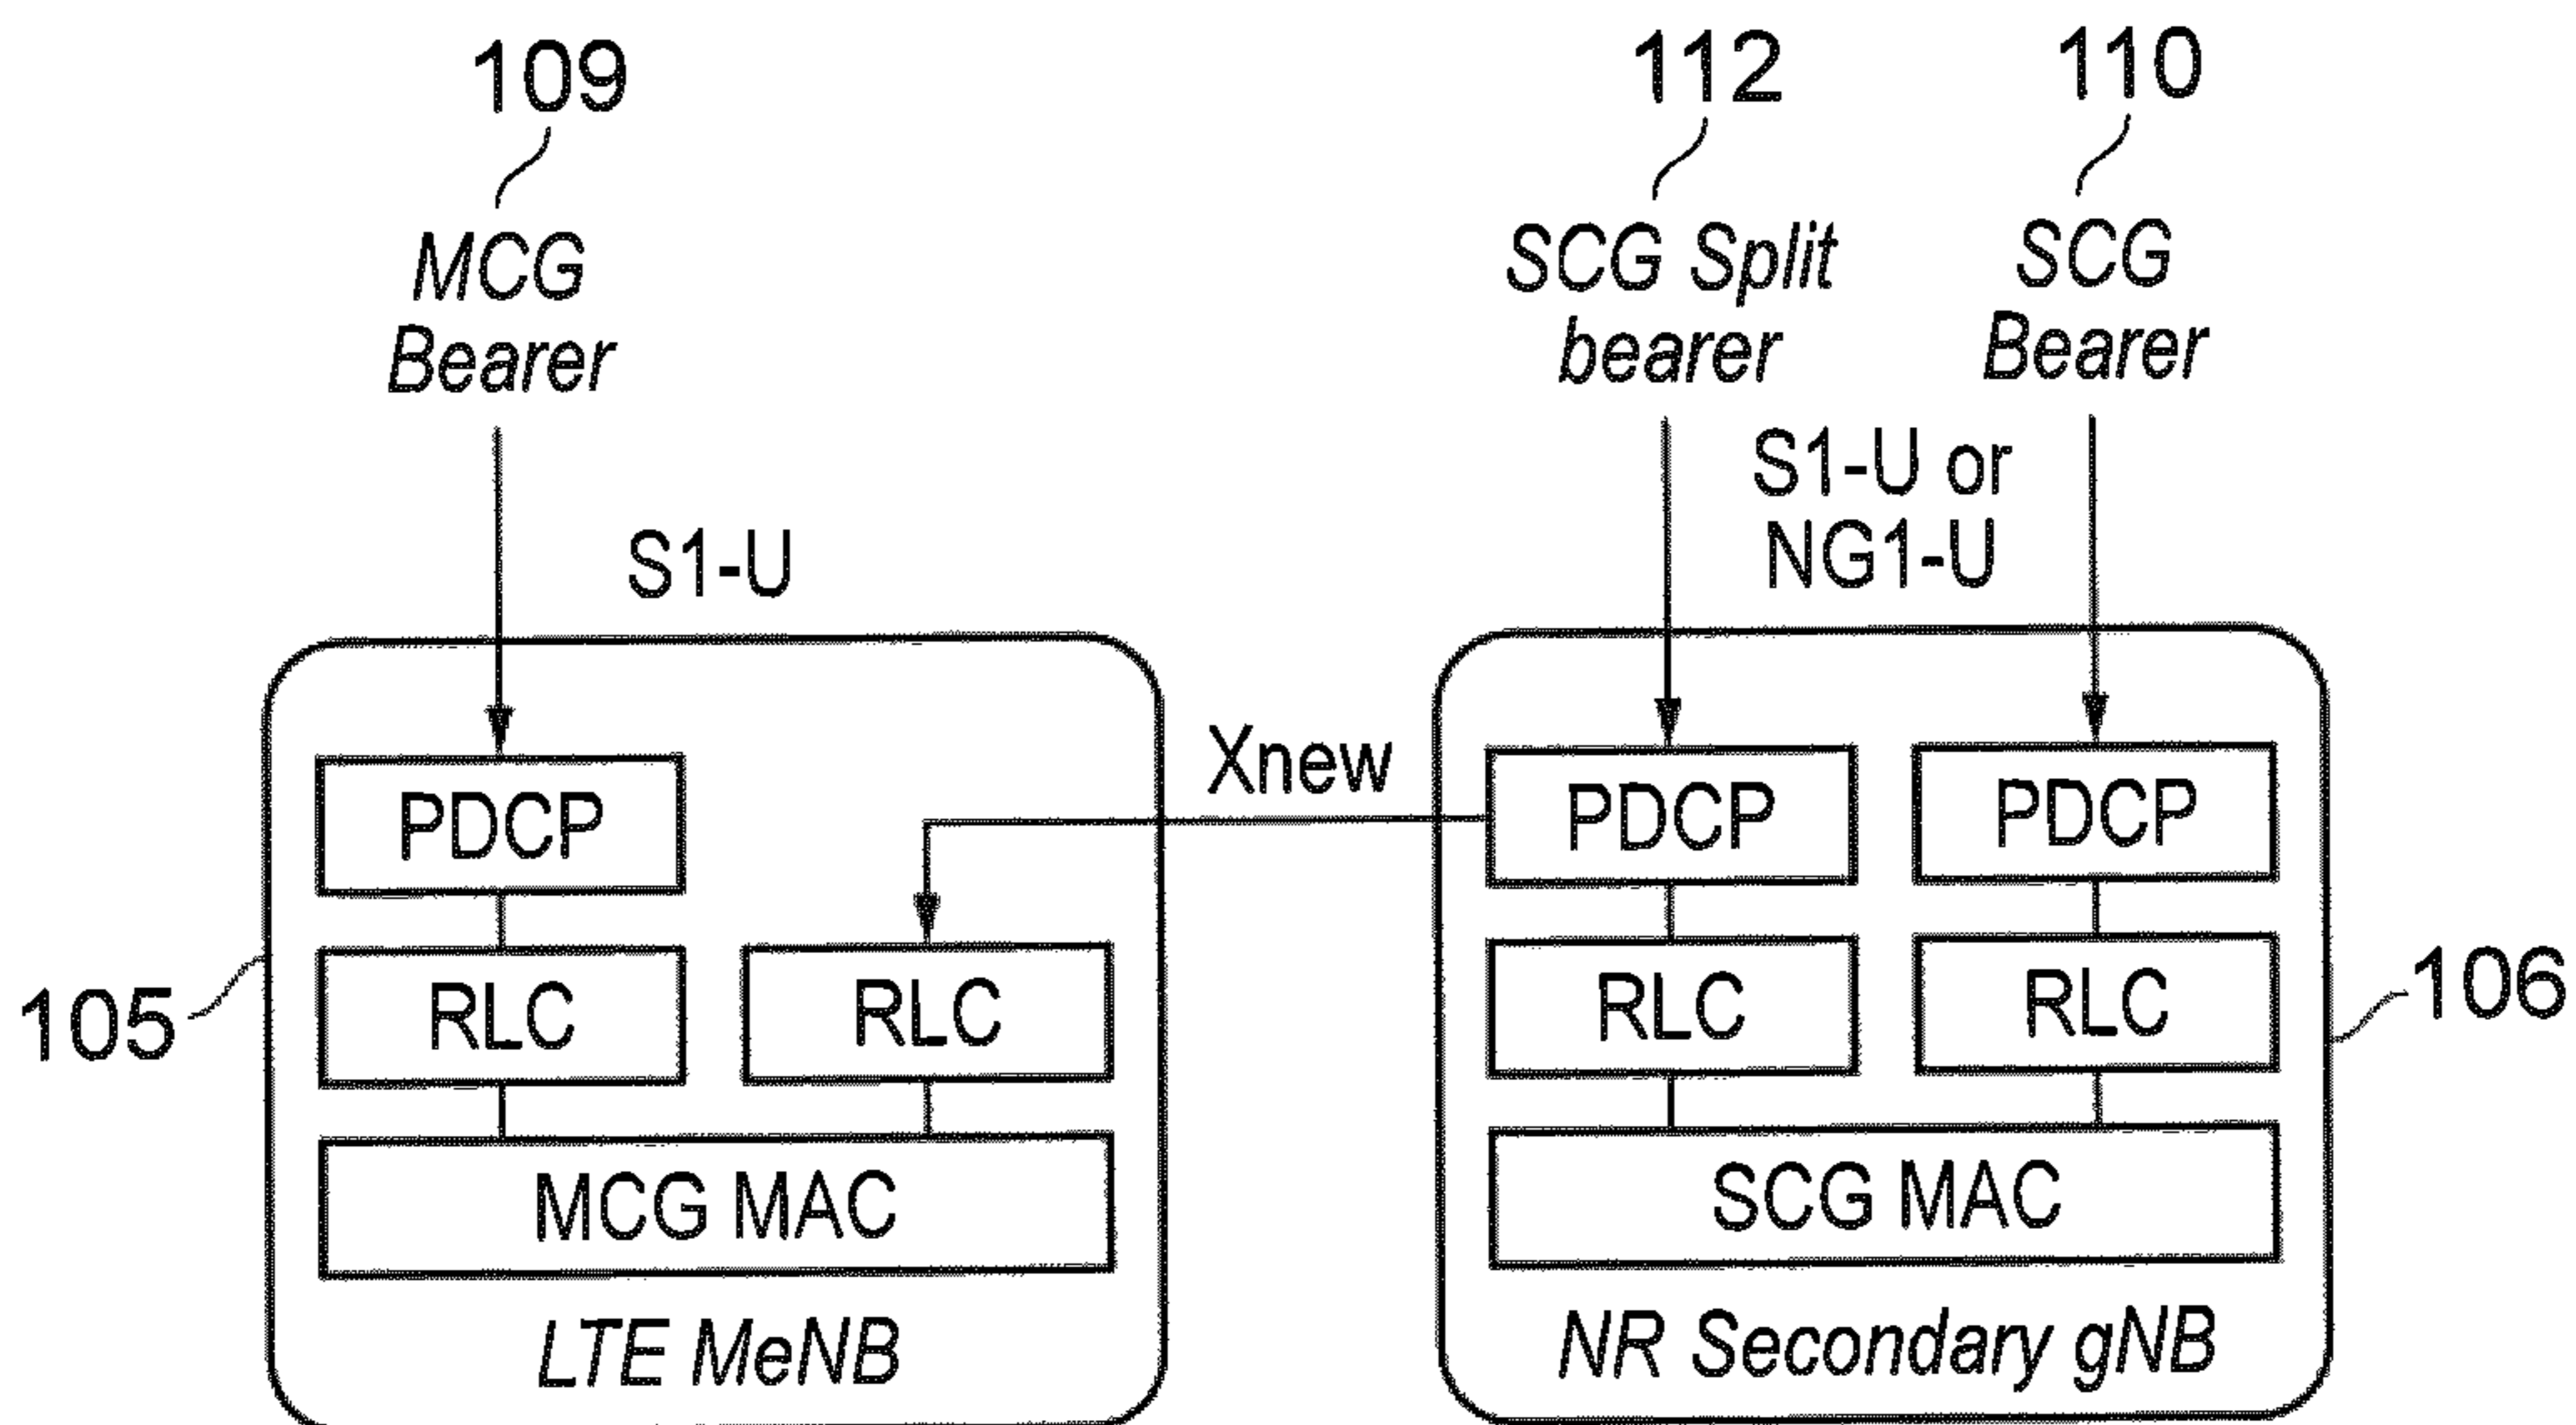 109
112
110
MCG
Bearer
SCG Split
bearer
SCG
Bearer
S1-U
S1-U or
NG1-U
Xnew
PDCP
PDCP
PDCP
RLC
RLC
RLC
RLC
105
106
MCG MAC
SCG MAC
LTE MeNB
NR Secondary gNB